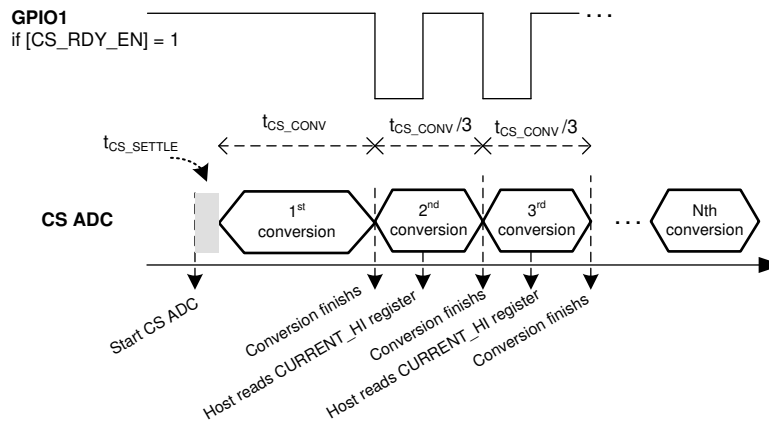 GPIO1
if [CS_RDY_EN] = 1
. . .
tCS_CONV
tCS_CONV /3
tCS_CONV /3
tCS_SETTLE
CS ADC
1st
conversion
2nd
conversion
3rd
conversion
. . .
Nth
conversion
Start CS ADC
Conversion finishs
Host reads CURRENT_HI register
Conversion finishs
Host reads CURRENT_HI register
Conversion finishs